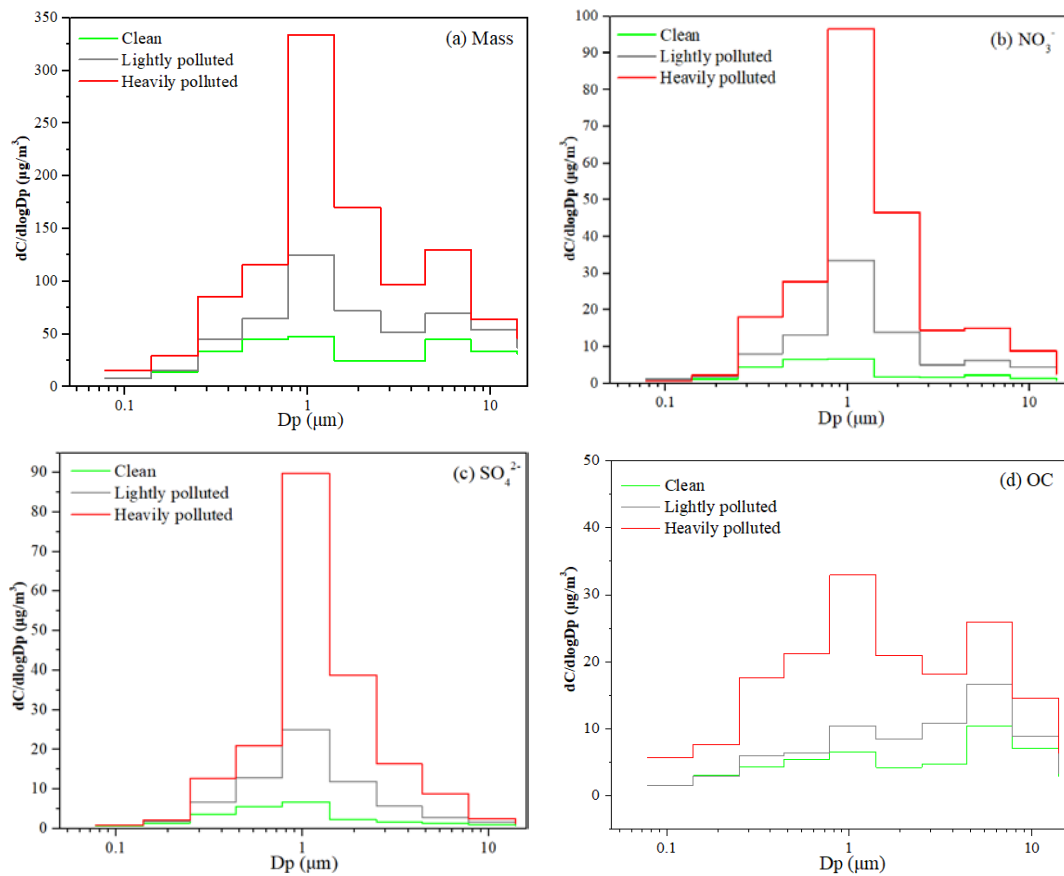 (a) Mass
Clean
Lightly polluted
Heavily polluted
dC/dlogDp (μg/m³)
350
300
250
200
150
100
50
0
0.1
1
10
Dp (μm)
(b) NO₃⁻
Clean
Lightly polluted
Heavily polluted
dC/dlogDp (μg/m³)
100
90
80
70
60
50
40
30
20
10
0
0.1
1
10
Dp (μm)
(c) SO₄²⁻
Clean
Lightly polluted
Heavily polluted
dC/dlogDp (μg/m³)
90
80
70
60
50
40
30
20
10
0
0.1
1
10
Dp (μm)
(d) OC
Clean
Lightly polluted
Heavily polluted
dC/dlogDp (μg/m³)
50
40
30
20
10
0
0.1
1
10
Dp (μm)